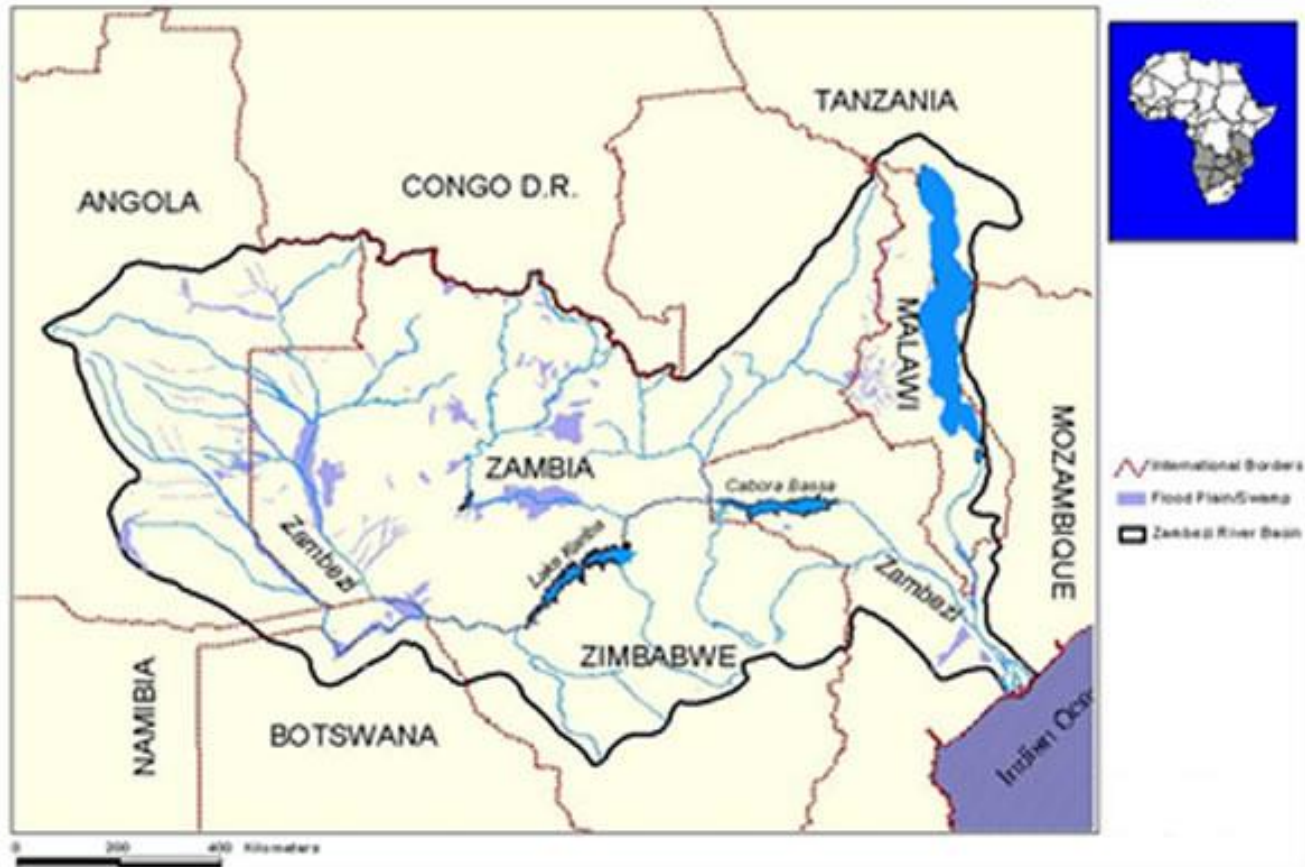 TANZANIA
CONGO D.R.
ANGOLA
MALAWI
MOZAMBIQUE
ZAMBIA
Cabora Bassa
Zambezi
Lake Kariba
Zambezi
ZIMBABWE
NAMIBIA
BOTSWANA
Indian Ocea
International Borders
Flood Plain/Swamp
Zambezi River Basin
0 200 400 Kilometers